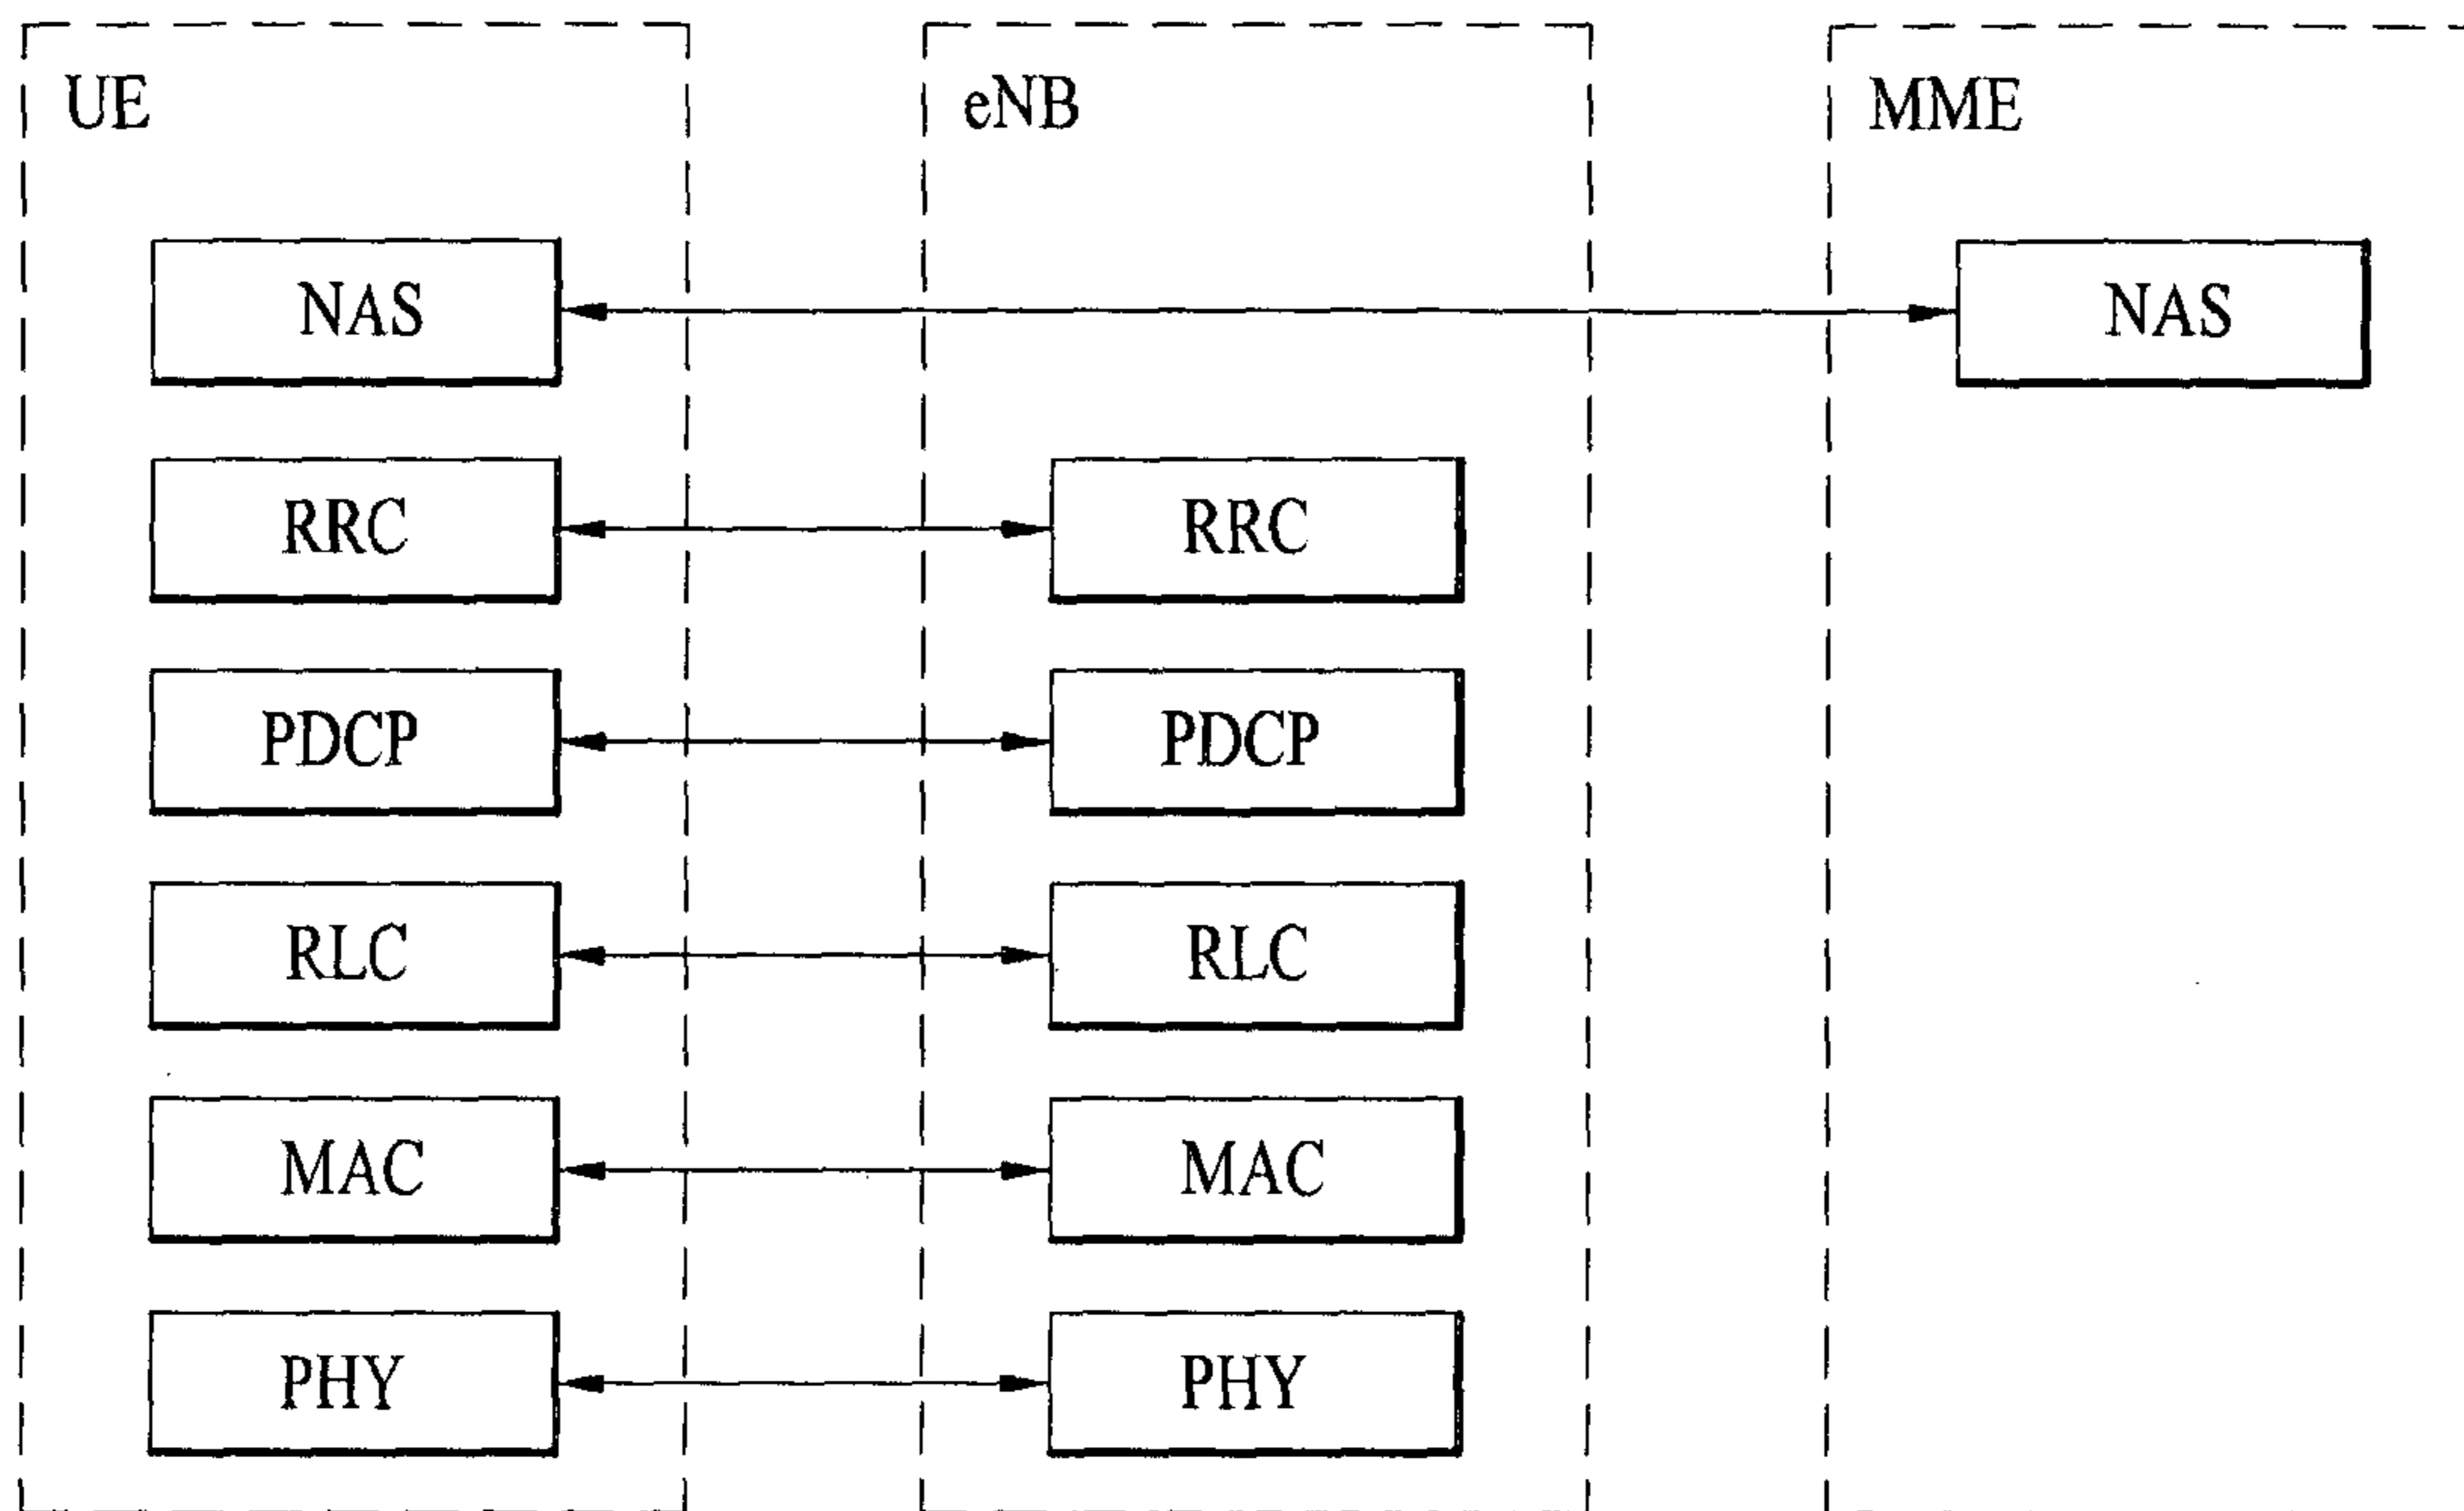 UE eNB MME
NAS NAS
RRC RRC
PDCP PDCP
RLC RLC
MAC MAC
PHY PHY